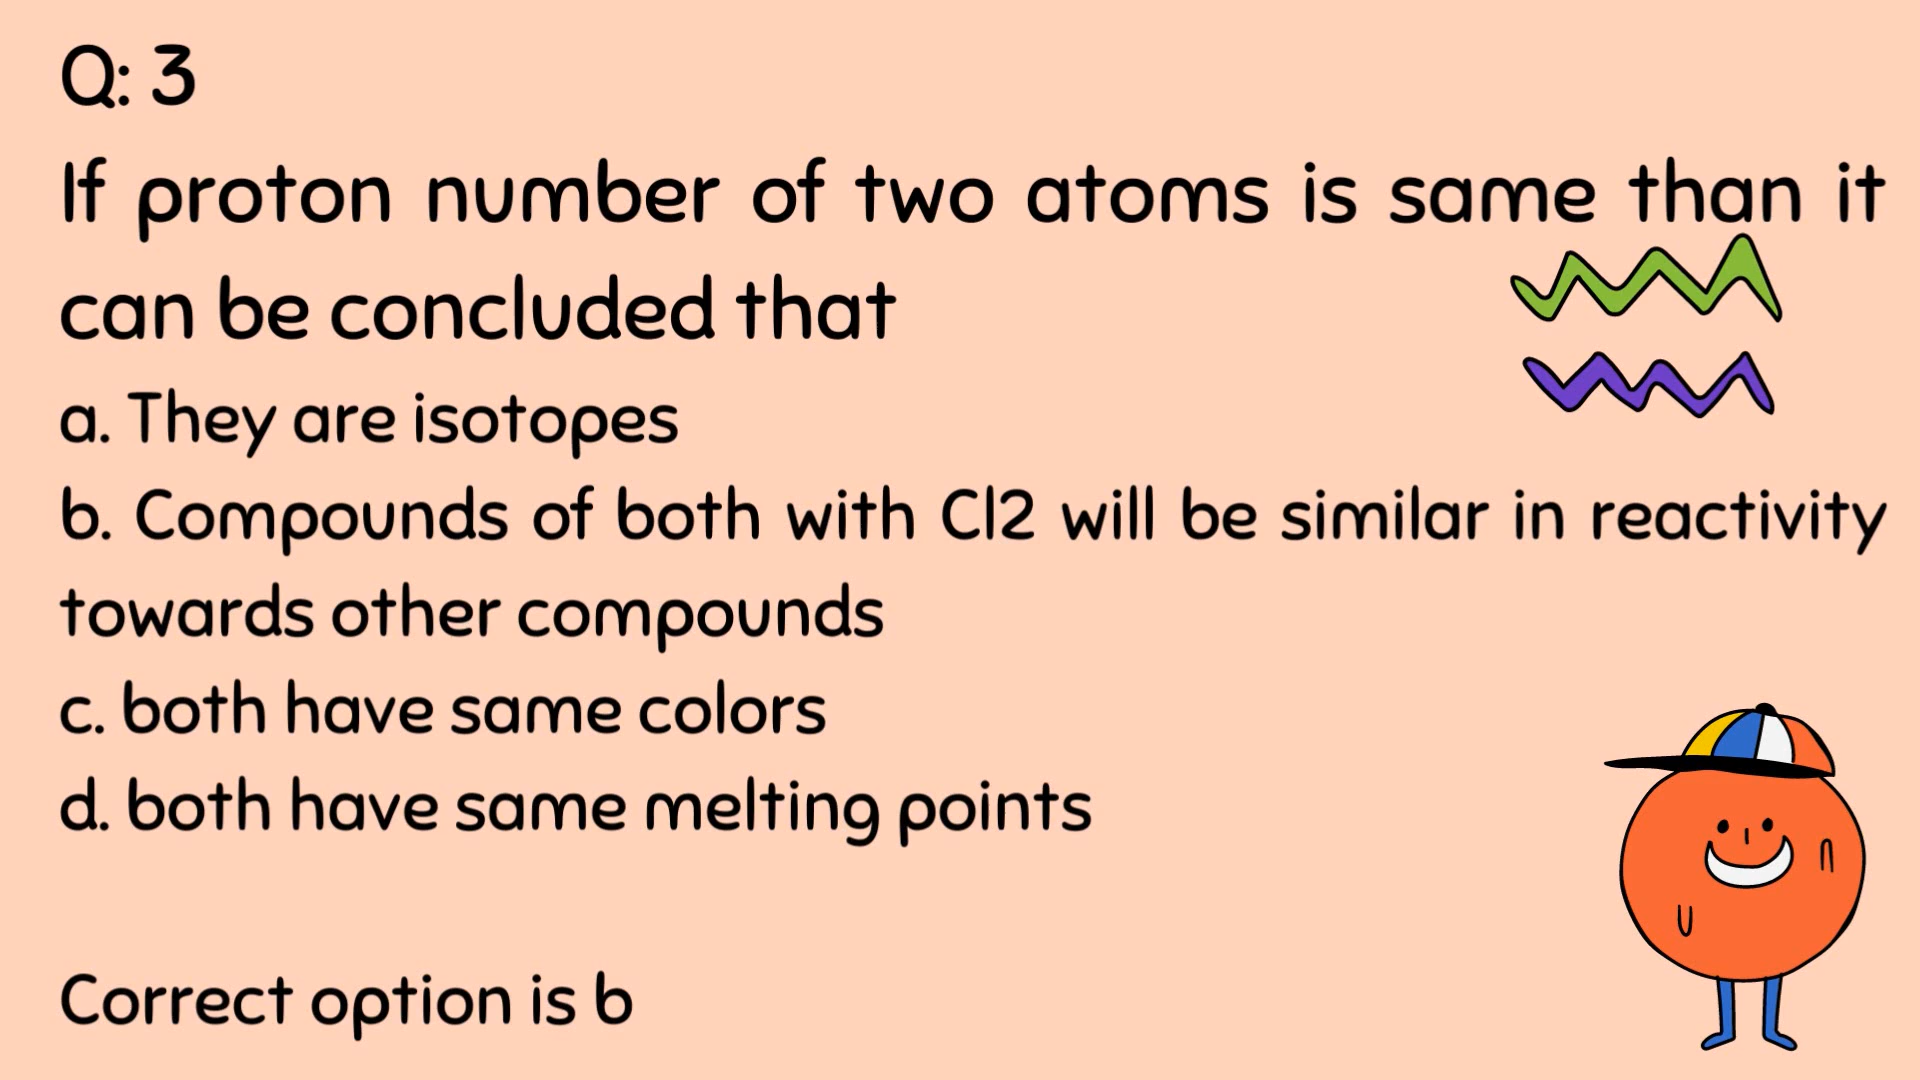 Q: 3
If proton number of two atoms is same than it
can be concluded that
a. They are isotopes
b. Compounds of both with Cl2 will be similar in reactivity
towards other compounds
c. both have same colors
d. both have same melting points
Correct option is b